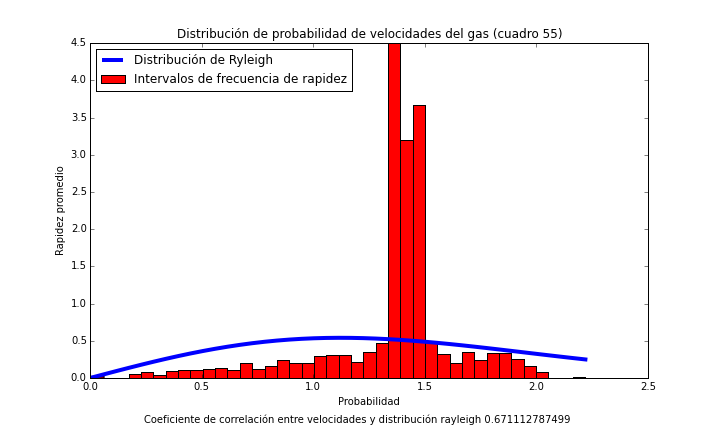 Distribución de probabilidad de velocidades del gas (cuadro 55)
4.5
4.0
3.5
3.0
2.5
2.0
1.5
1.0
0.5
0.0
Rapidez promedio
Distribución de Ryleigh
Intervalos de frecuencia de rapidez
0.0 0.5 1.0 1.5 2.0 2.5
Probabilidad
Coeficiente de correlación entre velocidades y distribución rayleigh 0.671112787499